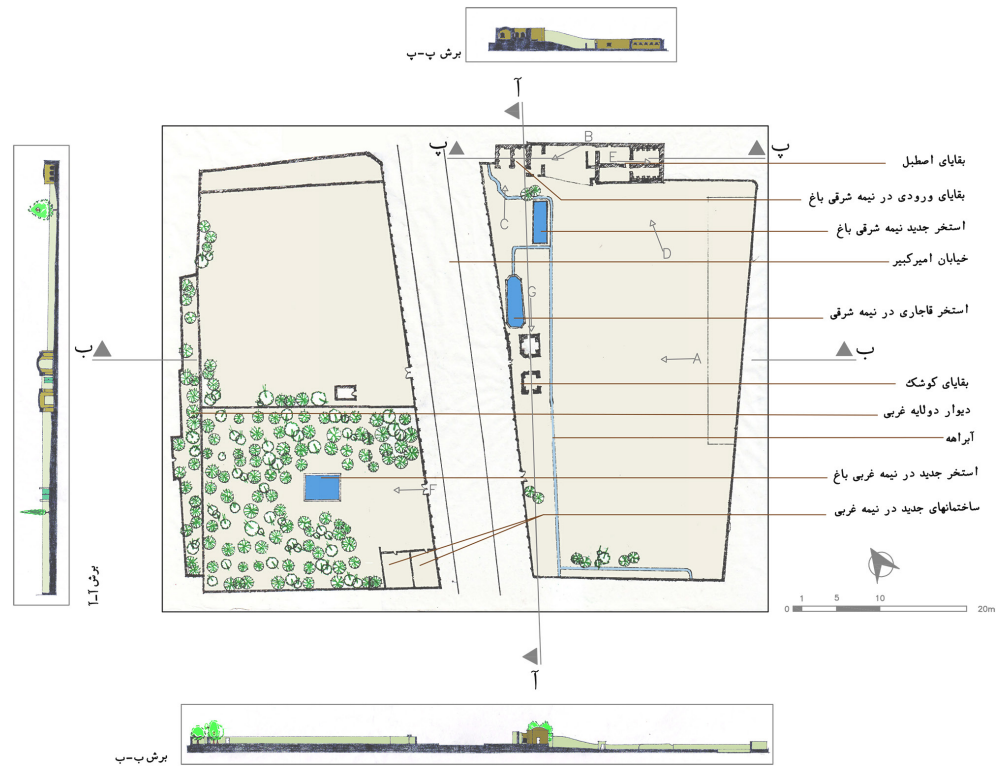 برش پ-پ
آ
پ
پ
B
E
بقایای اصطبل
بقایای ورودی در نیمه شرقی باغ
C
استخر جدید نیمه شرقی باغ
D
خیابان امیرکبیر
G
استخر قاجاری در نیمه شرقی
ب
ب
A
بقایای کوشک
دیوار دولایه غربی
آبراهه
استخر جدید در نیمه غربی باغ
F
ساختمانهای جدید در نیمه غربی
برش آ-آ
0 1 5 10 20m
آ
برش ب-ب